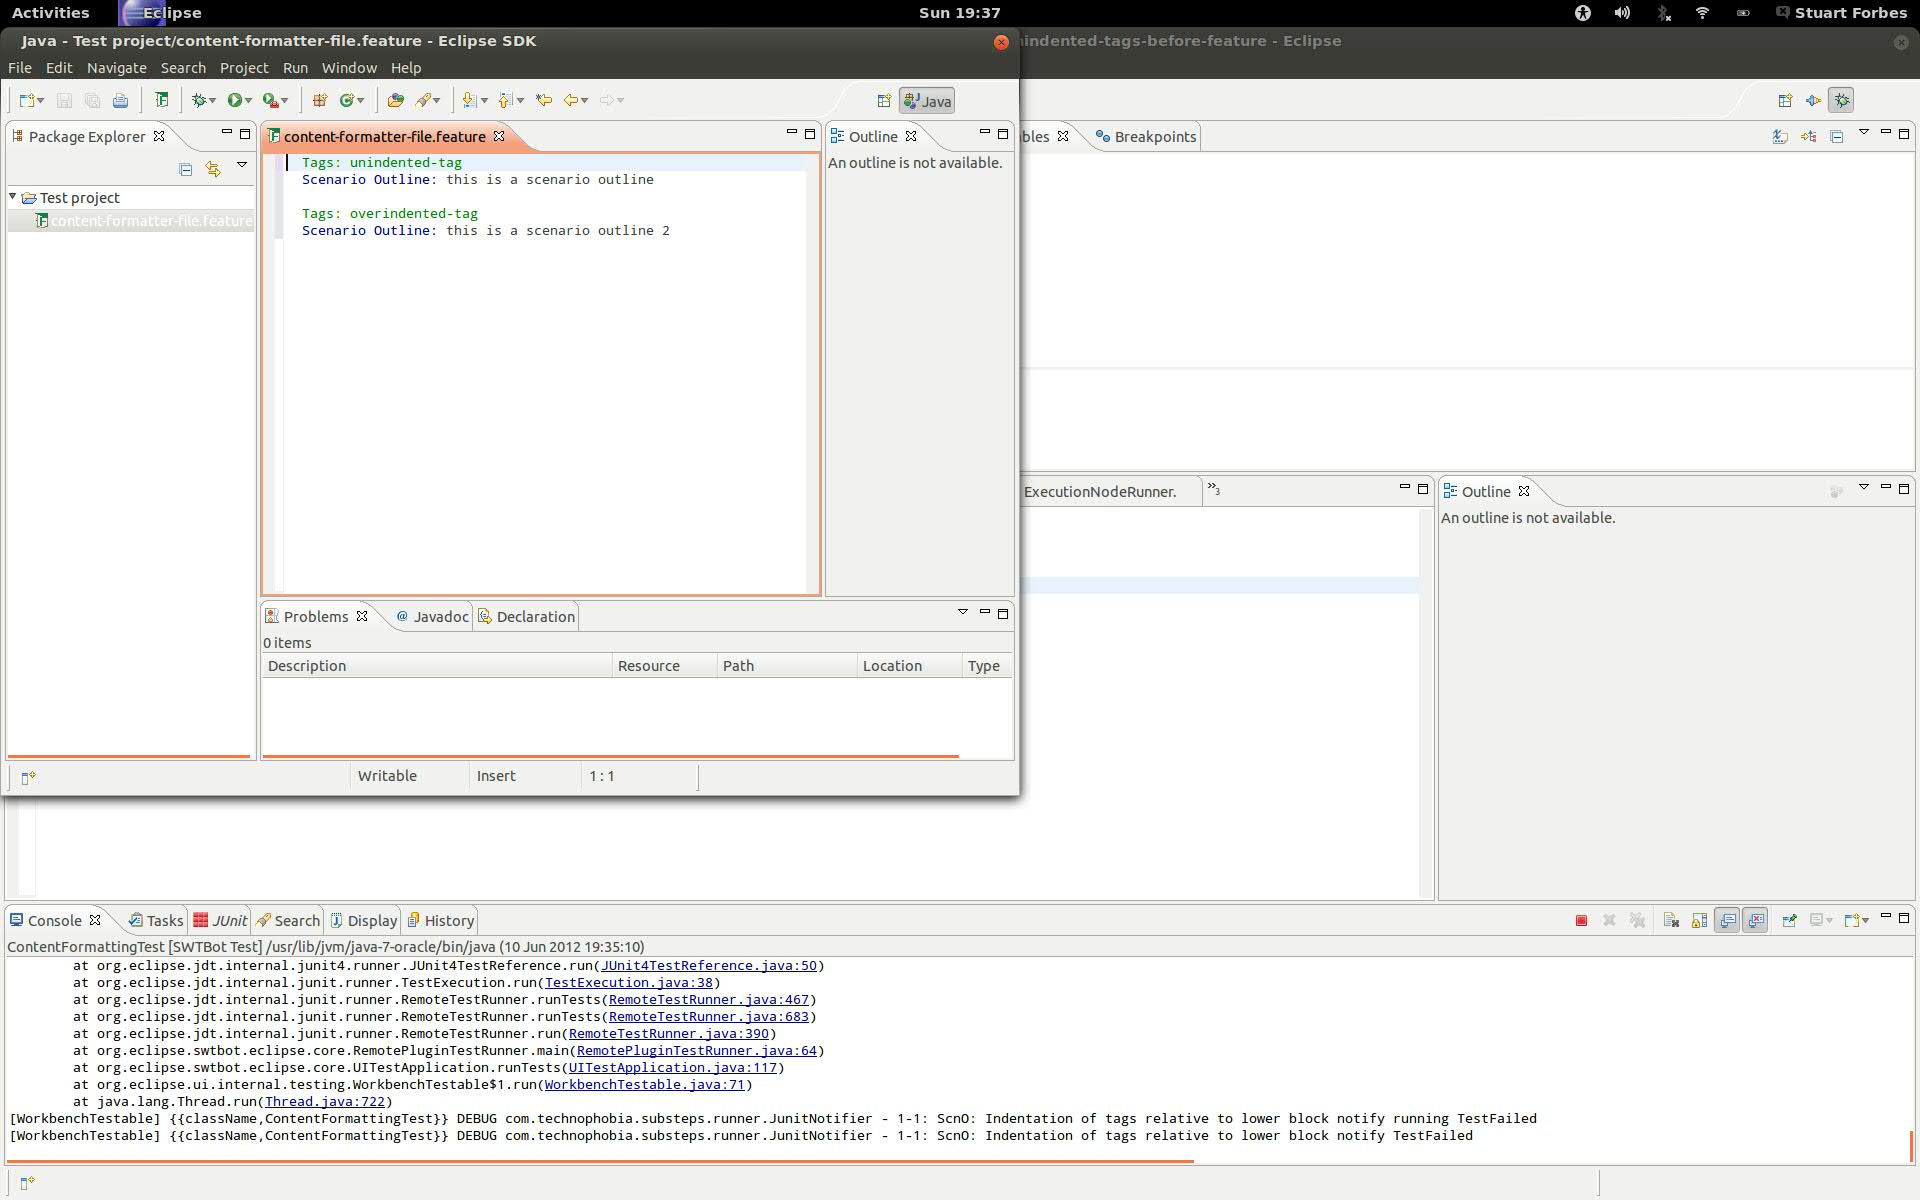 Activities
Eclipse
Sun 19:37
Stuart Forbes
Java - Test project/content-formatter-file.feature - Eclipse SDK
indented-tags-before-feature - Eclipse
File Edit Navigate Search Project Run Window Help
Java
Package Explorer
content-formatter-file.feature
Outline
bles
Breakpoints
An outline is not available.
Test project
content-formatter-file.feature
Tags: unindented-tag
Scenario Outline: this is a scenario outline
Tags: overindented-tag
Scenario Outline: this is a scenario outline 2
ExecutionNodeRunner.
»3
Outline
An outline is not available.
Problems
@ Javadoc
Declaration
0 items
Description Resource Path Location Type
Writable Insert 1 : 1
Console Tasks JUnit Search Display History
ContentFormattingTest [SWTBot Test] /usr/lib/jvm/java-7-oracle/bin/java (10 Jun 2012 19:35:10)
at org.eclipse.jdt.internal.junit4.runner.JUnit4TestReference.run(JUnit4TestReference.java:50)
at org.eclipse.jdt.internal.junit.runner.TestExecution.run(TestExecution.java:38)
at org.eclipse.jdt.internal.junit.runner.RemoteTestRunner.runTests(RemoteTestRunner.java:467)
at org.eclipse.jdt.internal.junit.runner.RemoteTestRunner.runTests(RemoteTestRunner.java:683)
at org.eclipse.jdt.internal.junit.runner.RemoteTestRunner.run(RemoteTestRunner.java:390)
at org.eclipse.swtbot.eclipse.core.RemotePluginTestRunner.main(RemotePluginTestRunner.java:64)
at org.eclipse.swtbot.eclipse.core.UITestApplication.runTests(UITestApplication.java:117)
at org.eclipse.ui.internal.testing.WorkbenchTestable$1.run(WorkbenchTestable.java:71)
at java.lang.Thread.run(Thread.java:722)
[WorkbenchTestable] {{className,ContentFormattingTest}} DEBUG com.technophobia.substeps.runner.JunitNotifier - 1-1: ScnO: Indentation of tags relative to lower block notify running TestFailed
[WorkbenchTestable] {{className,ContentFormattingTest}} DEBUG com.technophobia.substeps.runner.JunitNotifier - 1-1: ScnO: Indentation of tags relative to lower block notify TestFailed